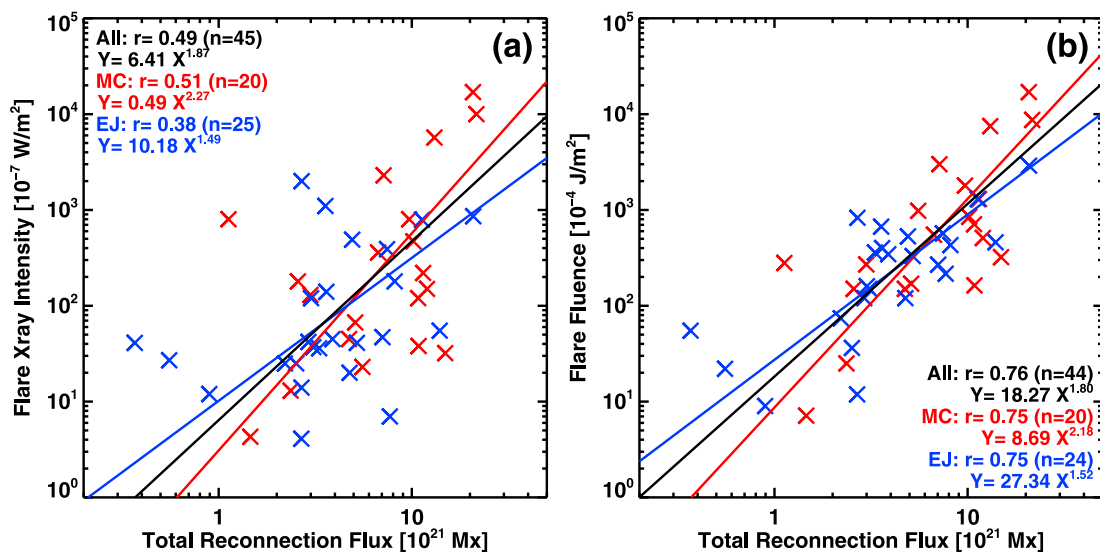 (a)
All: r= 0.49 (n=45)
Y= 6.41 X^1.87
MC: r= 0.51 (n=20)
Y= 0.49 X^2.27
EJ: r= 0.38 (n=25)
Y= 10.18 X^1.49
Flare Xray Intensity [10^-7 W/m^2]
10^5
10^4
10^3
10^2
10^1
10^0
1
10
Total Reconnection Flux [10^21 Mx]
(b)
Flare Fluence [10^-4 J/m^2]
10^5
10^4
10^3
10^2
10^1
10^0
All: r= 0.76 (n=44)
Y= 18.27 X^1.80
MC: r= 0.75 (n=20)
Y= 8.69 X^2.18
EJ: r= 0.75 (n=24)
Y= 27.34 X^1.52
1
10
Total Reconnection Flux [10^21 Mx]